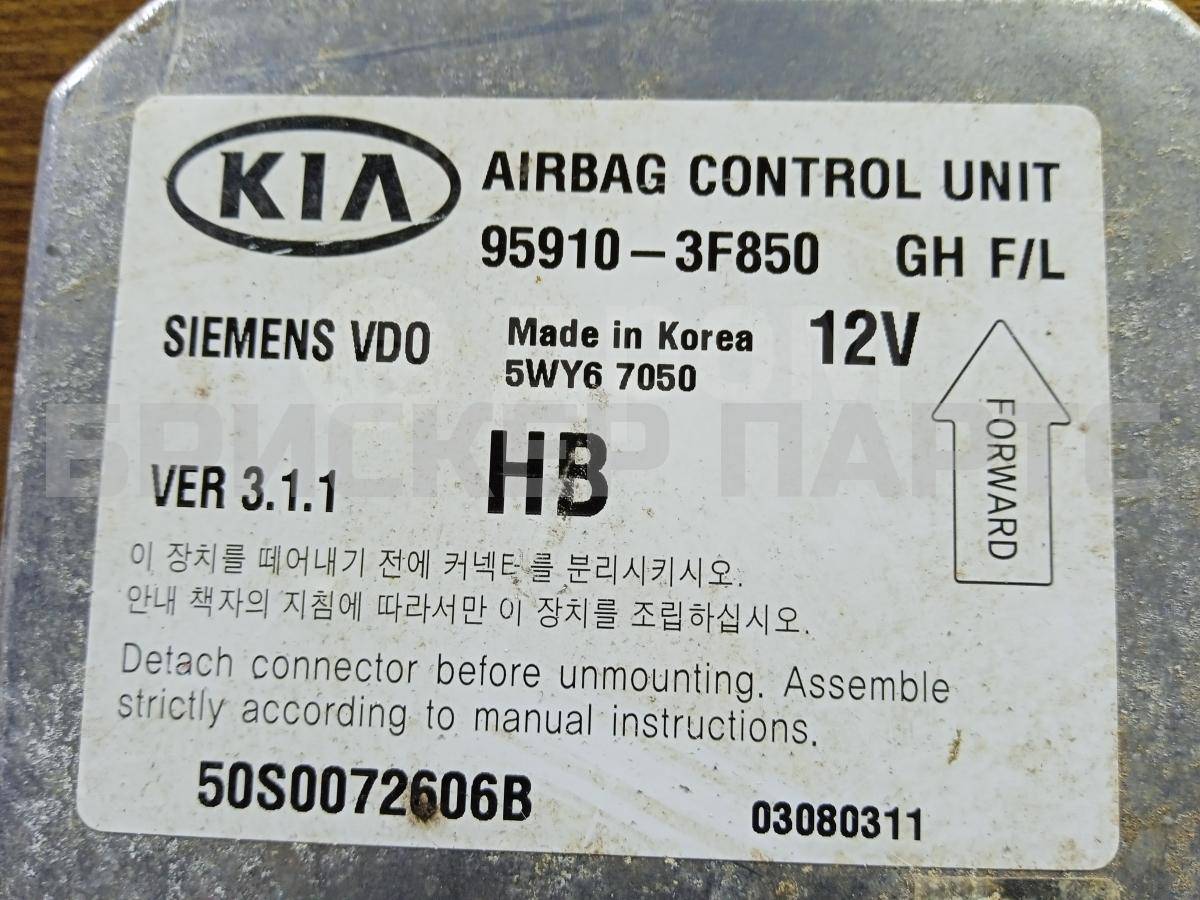 KIA
AIRBAG CONTROL UNIT
95910-3F850 GH F/L
SIEMENS VDO
Made in Korea
5WY6 7050
12V
FORWARD
VER 3.1.1
HB
БРИСКЕР ПАРТС
이 장치를 떼어내기 전에 커넥터를 분리시키시오.
안내 책자의 지침에 따라서만 이 장치를 조립하십시오.
Detach connector before unmounting. Assemble
strictly according to manual instructions.
50S0072606B
03080311